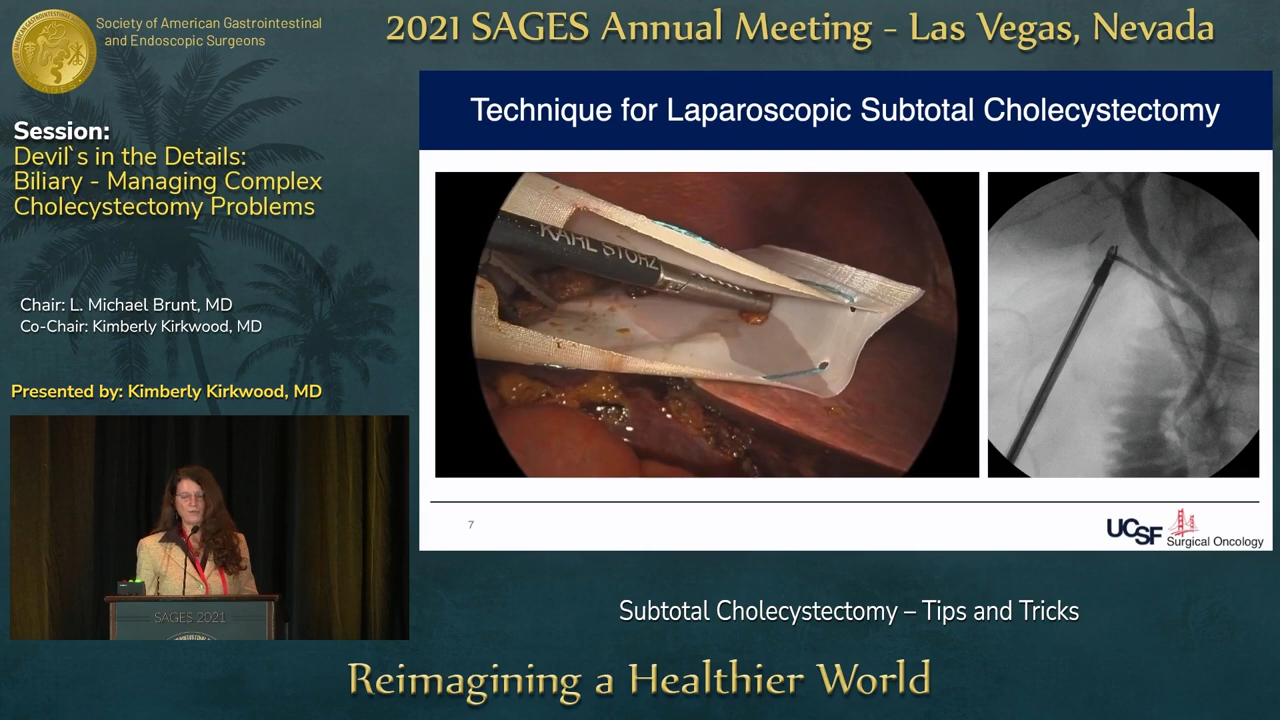 Society of American Gastrointestinal
and Endoscopic Surgeons
2021 SAGES Annual Meeting - Las Vegas, Nevada
Session:
Devil`s in the Details:
Biliary - Managing Complex
Cholecystectomy Problems
Chair: L. Michael Brunt, MD
Co-Chair: Kimberly Kirkwood, MD
Presented by: Kimberly Kirkwood, MD
SAGES 2021
Technique for Laparoscopic Subtotal Cholecystectomy
KARL STORZ
7
UCSF
Surgical Oncology
Subtotal Cholecystectomy – Tips and Tricks
Reimagining a Healthier World